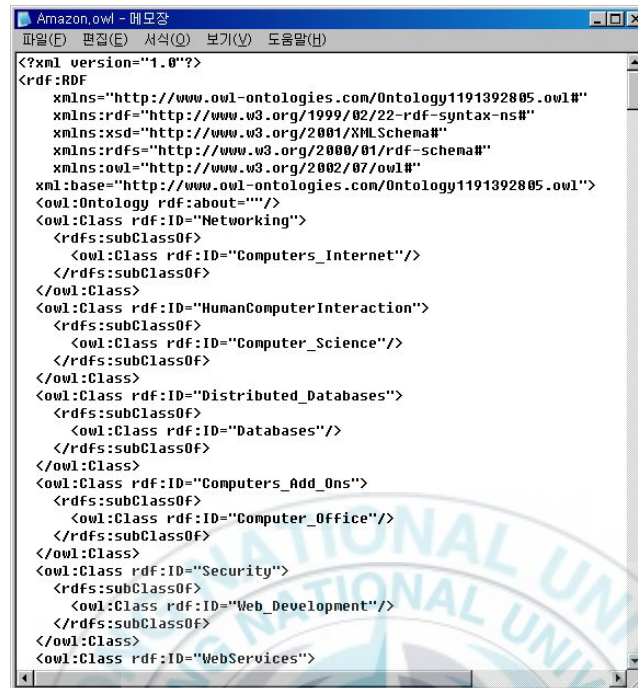 Amazon.owl - 메모장
파일(F) 편집(E) 서식(O) 보기(V) 도움말(H)
<?xml version="1.0"?>
<rdf:RDF
    xmlns="http://www.owl-ontologies.com/Ontology1191392805.owl#"
    xmlns:rdf="http://www.w3.org/1999/02/22-rdf-syntax-ns#"
    xmlns:xsd="http://www.w3.org/2001/XMLSchema#"
    xmlns:rdfs="http://www.w3.org/2000/01/rdf-schema#"
    xmlns:owl="http://www.w3.org/2002/07/owl#"
  xml:base="http://www.owl-ontologies.com/Ontology1191392805.owl">
  <owl:Ontology rdf:about=""/>
  <owl:Class rdf:ID="Networking">
    <rdfs:subClassOf>
      <owl:Class rdf:ID="Computers_Internet"/>
    </rdfs:subClassOf>
  </owl:Class>
  <owl:Class rdf:ID="HumanComputerInteraction">
    <rdfs:subClassOf>
      <owl:Class rdf:ID="Computer_Science"/>
    </rdfs:subClassOf>
  </owl:Class>
  <owl:Class rdf:ID="Distributed_Databases">
    <rdfs:subClassOf>
      <owl:Class rdf:ID="Databases"/>
    </rdfs:subClassOf>
  </owl:Class>
  <owl:Class rdf:ID="Computers_Add_Ons">
    <rdfs:subClassOf>
      <owl:Class rdf:ID="Computer_Office"/>
    </rdfs:subClassOf>
  </owl:Class>
  <owl:Class rdf:ID="Security">
    <rdfs:subClassOf>
      <owl:Class rdf:ID="Web_Development"/>
    </rdfs:subClassOf>
  </owl:Class>
  <owl:Class rdf:ID="WebServices">